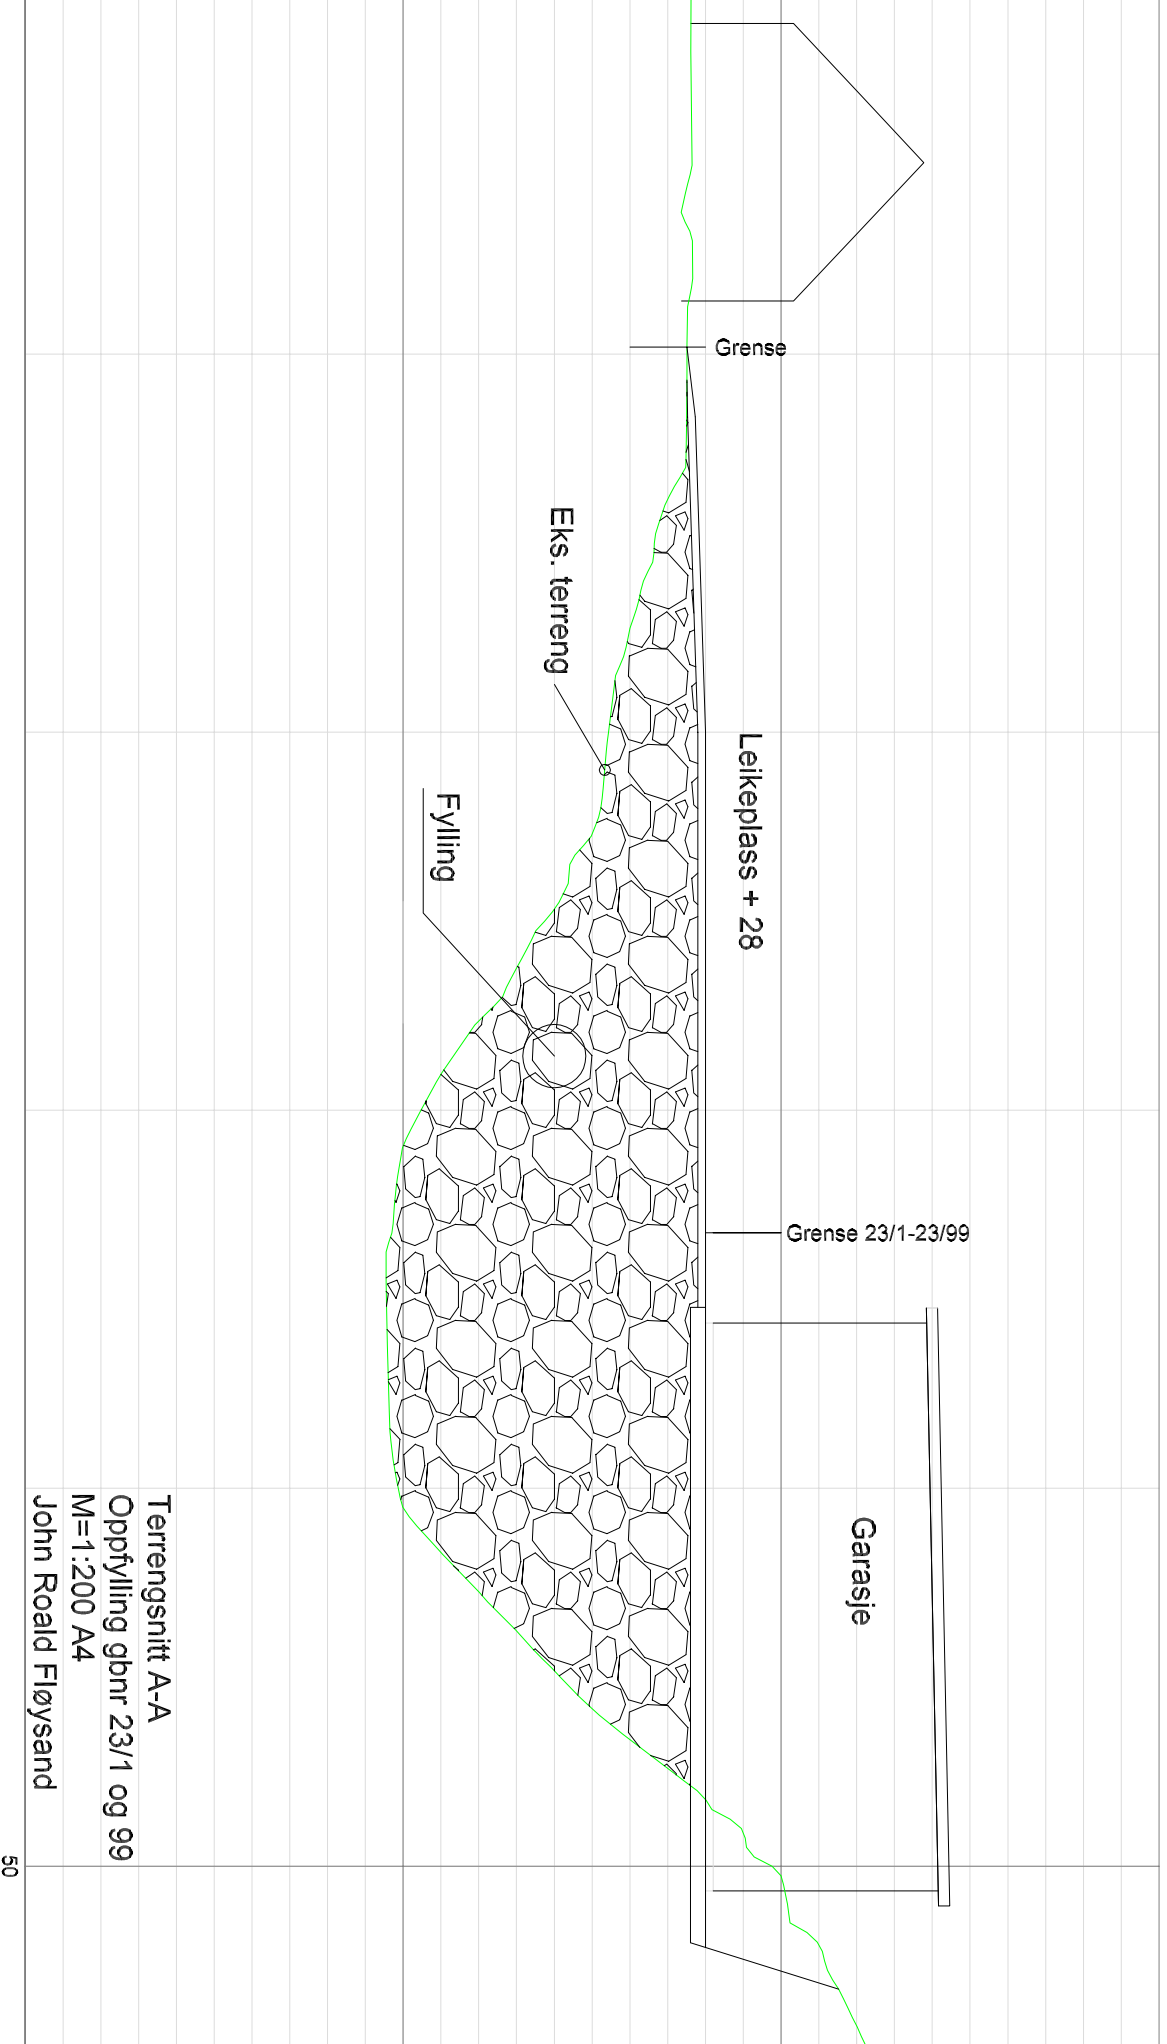 Grense
Eks. terreng
Leikeplass + 28
Fylling
Grense 23/1-23/99
Garasje
Terrengsnitt A-A
Oppfylling gbnr 23/1 og 99
M=1:200 A4
John Roald Fløysand
50